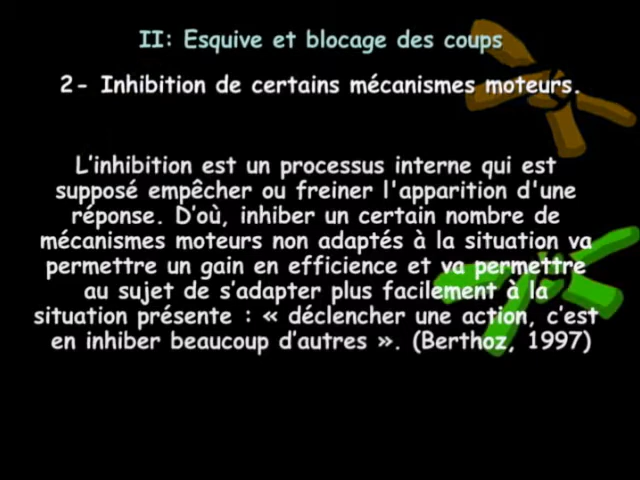 II: Esquive et blocage des coups
2- Inhibition de certains mécanismes moteurs.
L’inhibition est un processus interne qui est
supposé empêcher ou freiner l'apparition d'une
réponse. D’où, inhiber un certain nombre de
mécanismes moteurs non adaptés à la situation va
permettre un gain en efficience et va permettre
au sujet de s’adapter plus facilement à la
situation présente : « déclencher une action, c’est
en inhiber beaucoup d’autres ». (Berthoz, 1997)